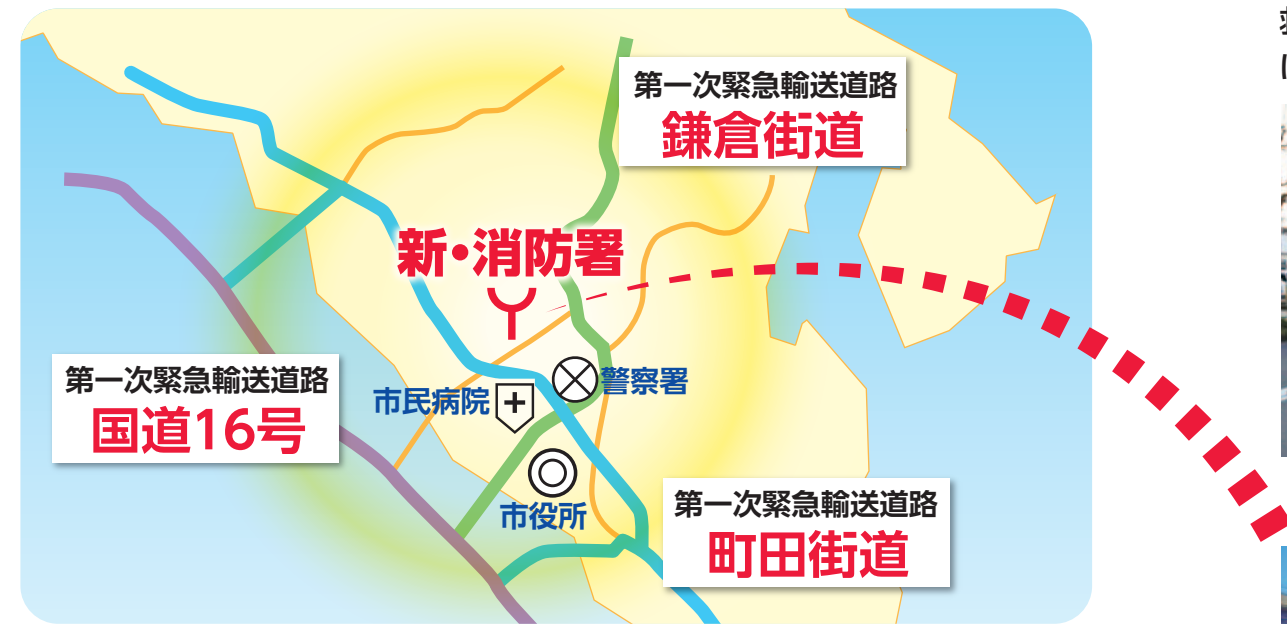 第一次緊急輸送道路
鎌倉街道
新・消防署
第一次緊急輸送道路
国道16号
市民病院
警察署
市役所
第一次緊急輸送道路
町田街道